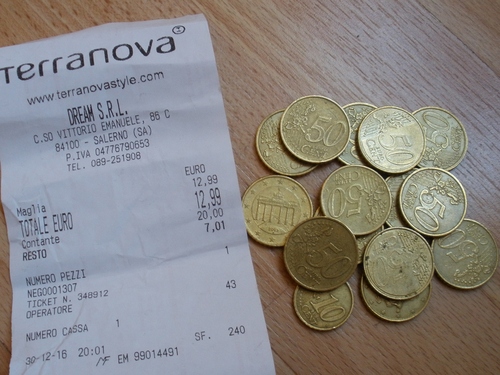 Terranova
www.terranovastyle.com
DREAM S.R.L.
C.SO VITTORIO EMANUELE, 86 C
84100 - SALERNO (SA)
P.IVA 04776790653
TEL. 089-251908
EURO
Maglia 12,99
TOTALE EURO 12,99
Contante 20,00
RESTO 7,01
NUMERO PEZZI 1
NEG0001307
TICKET N. 348912
OPERATORE 43
NUMERO CASSA 1
SF. 240
30-12-16 20:01 MF EM 99014491
50
50
50
50
50
50
50
10